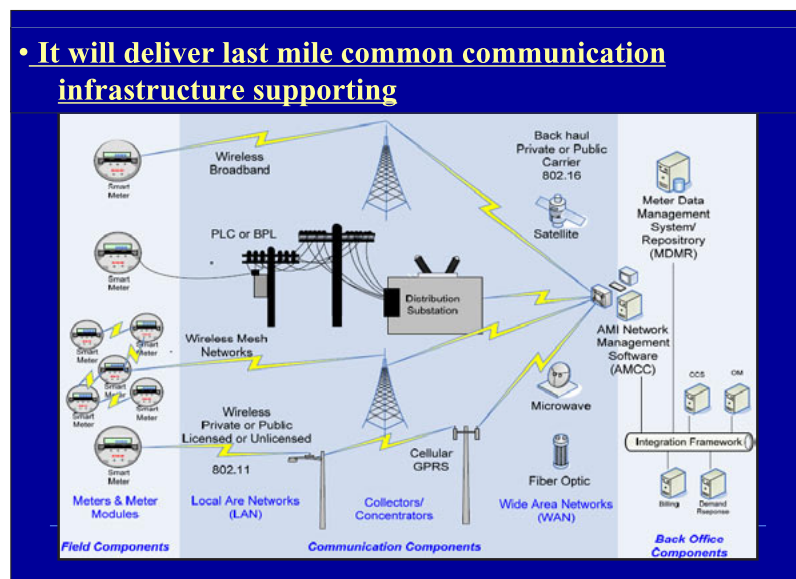 • It will deliver last mile common communication
infrastructure supporting
Smart
Meter
Wireless
Broadband
Back haul
Private or Public
Carrier
802.16
Satellite
Meter Data
Management
System/
Repositrory
(MDMR)
Smart
Meter
PLC or BPL
Distribution
Substation
AMI Network
Management
Software
(AMCC)
Smart
Meter
Smart
Meter
Smart
Meter
Smart
Meter
Smart
Meter
Wireless Mesh
Networks
Microwave
CCS
OM
Integration Framework
Smart
Meter
Wireless
Private or Public
Licensed or Unlicensed
802.11
Cellular
GPRS
Fiber Optic
Billing
Demand
Rsesponse
Meters & Meter
Modules
Local Are Networks
(LAN)
Collectors/
Concentrators
Wide Area Networks
(WAN)
Field Components
Communication Components
Back Office
Components